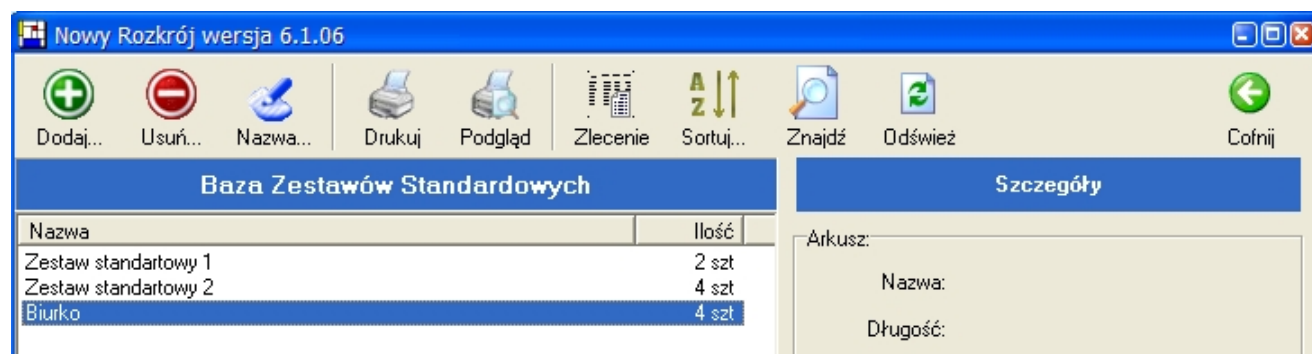 Nowy Rozkrój wersja 6.1.06
Dodaj... Usuń... Nazwa... Drukuj Podgląd Zlecenie Sortuj... Znajdź Odśwież Cofnij
Baza Zestawów Standardowych Szczegóły
Nazwa Ilość
Arkusz:
Zestaw standartowy 1 2 szt
Zestaw standartowy 2 4 szt
Nazwa:
Biurko 4 szt
Długość: